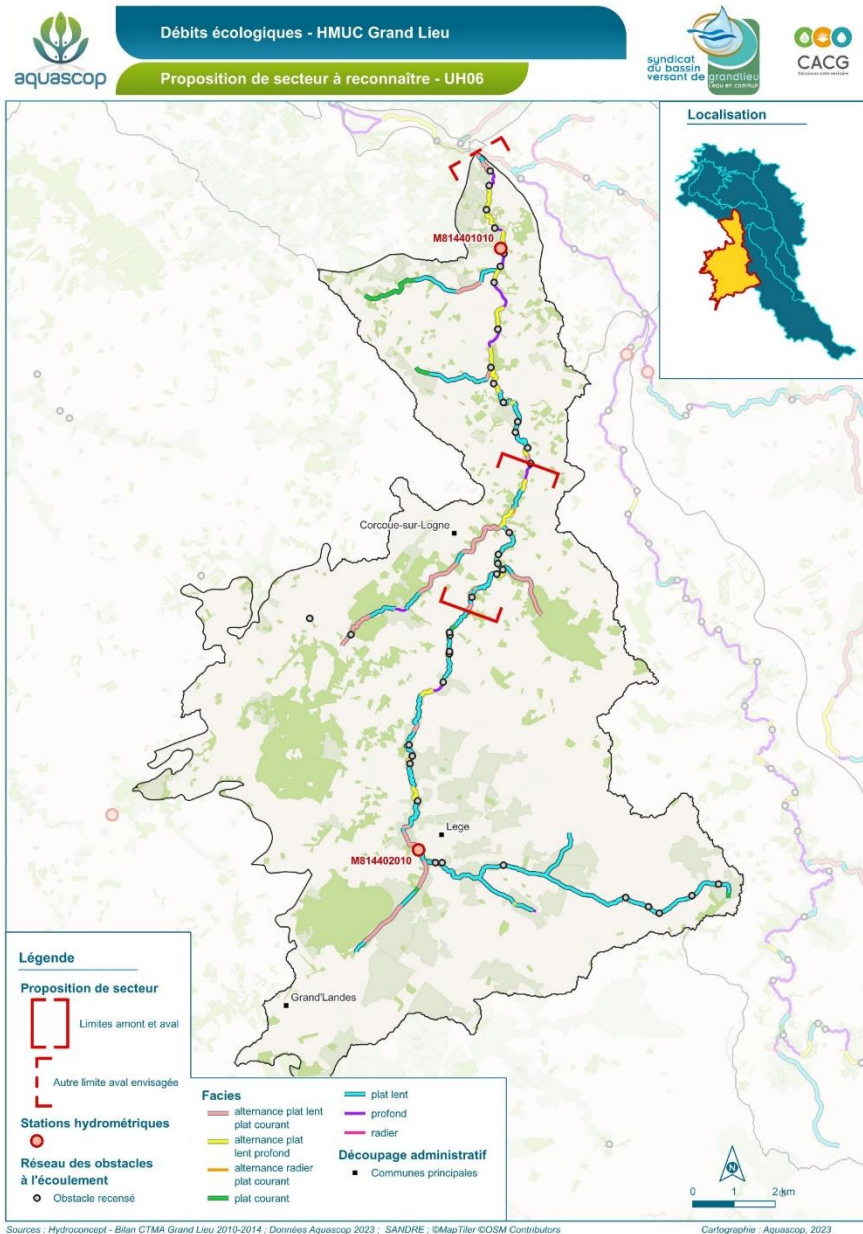 aquascop
Débits écologiques - HMUC Grand Lieu
Proposition de secteur à reconnaître - UH06
syndicat
du bassin
versant de
grandlieu
l'eau en commun
CACG
Localisation
M814401010
Corcoue-sur-Logne
Lege
M814402010
Grand'Landes
Légende
Proposition de secteur
Limites amont et aval
Autre limite aval envisagée
Stations hydrométriques
Réseau des obstacles
à l'écoulement
Obstacle recensé
Facies
alternance plat lent
plat courant
alternance plat
lent profond
alternance radier
plat courant
plat courant
plat lent
profond
radier
Découpage administratif
Communes principales
N
0 1 2 km
Sources : Hydroconcept - Bilan CTMA Grand Lieu 2010-2014 ; Données Aquascop 2023 ; SANDRE ; ©MapTiler ©OSM Contributors
Cartographie : Aquascop, 2023